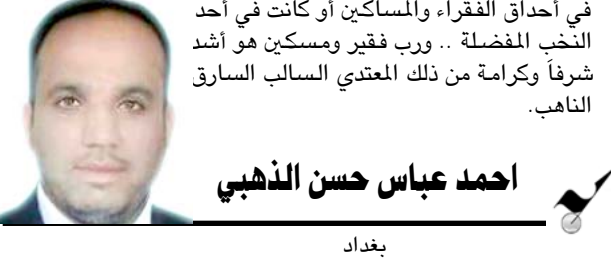 في أحداق الفقراء والمساكين أو كانت في أحد
النخب المفضلة .. ورب فقير ومسكين هو أشد
شرفاً وكرامة من ذلك المعتدي السالب السارق
الناهب.
احمد عباس حسن الذهبي
بغداد